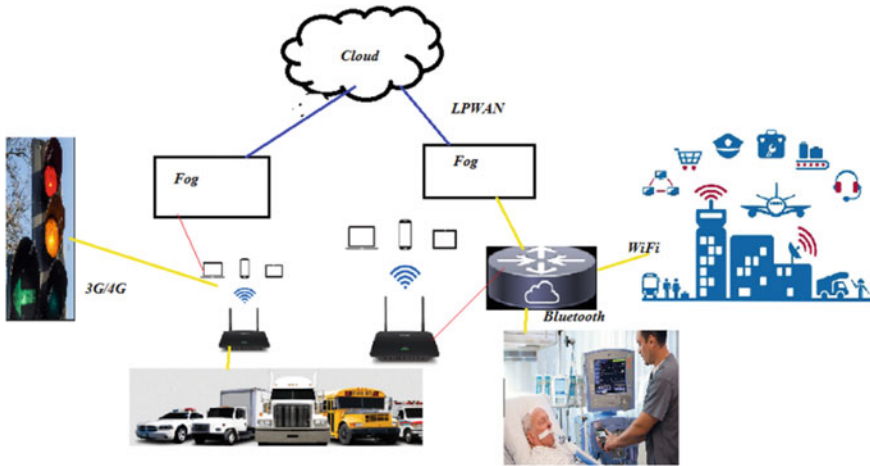 Cloud
LPWAN
Fog
Fog
WiFi
3G/4G
Bluetooth